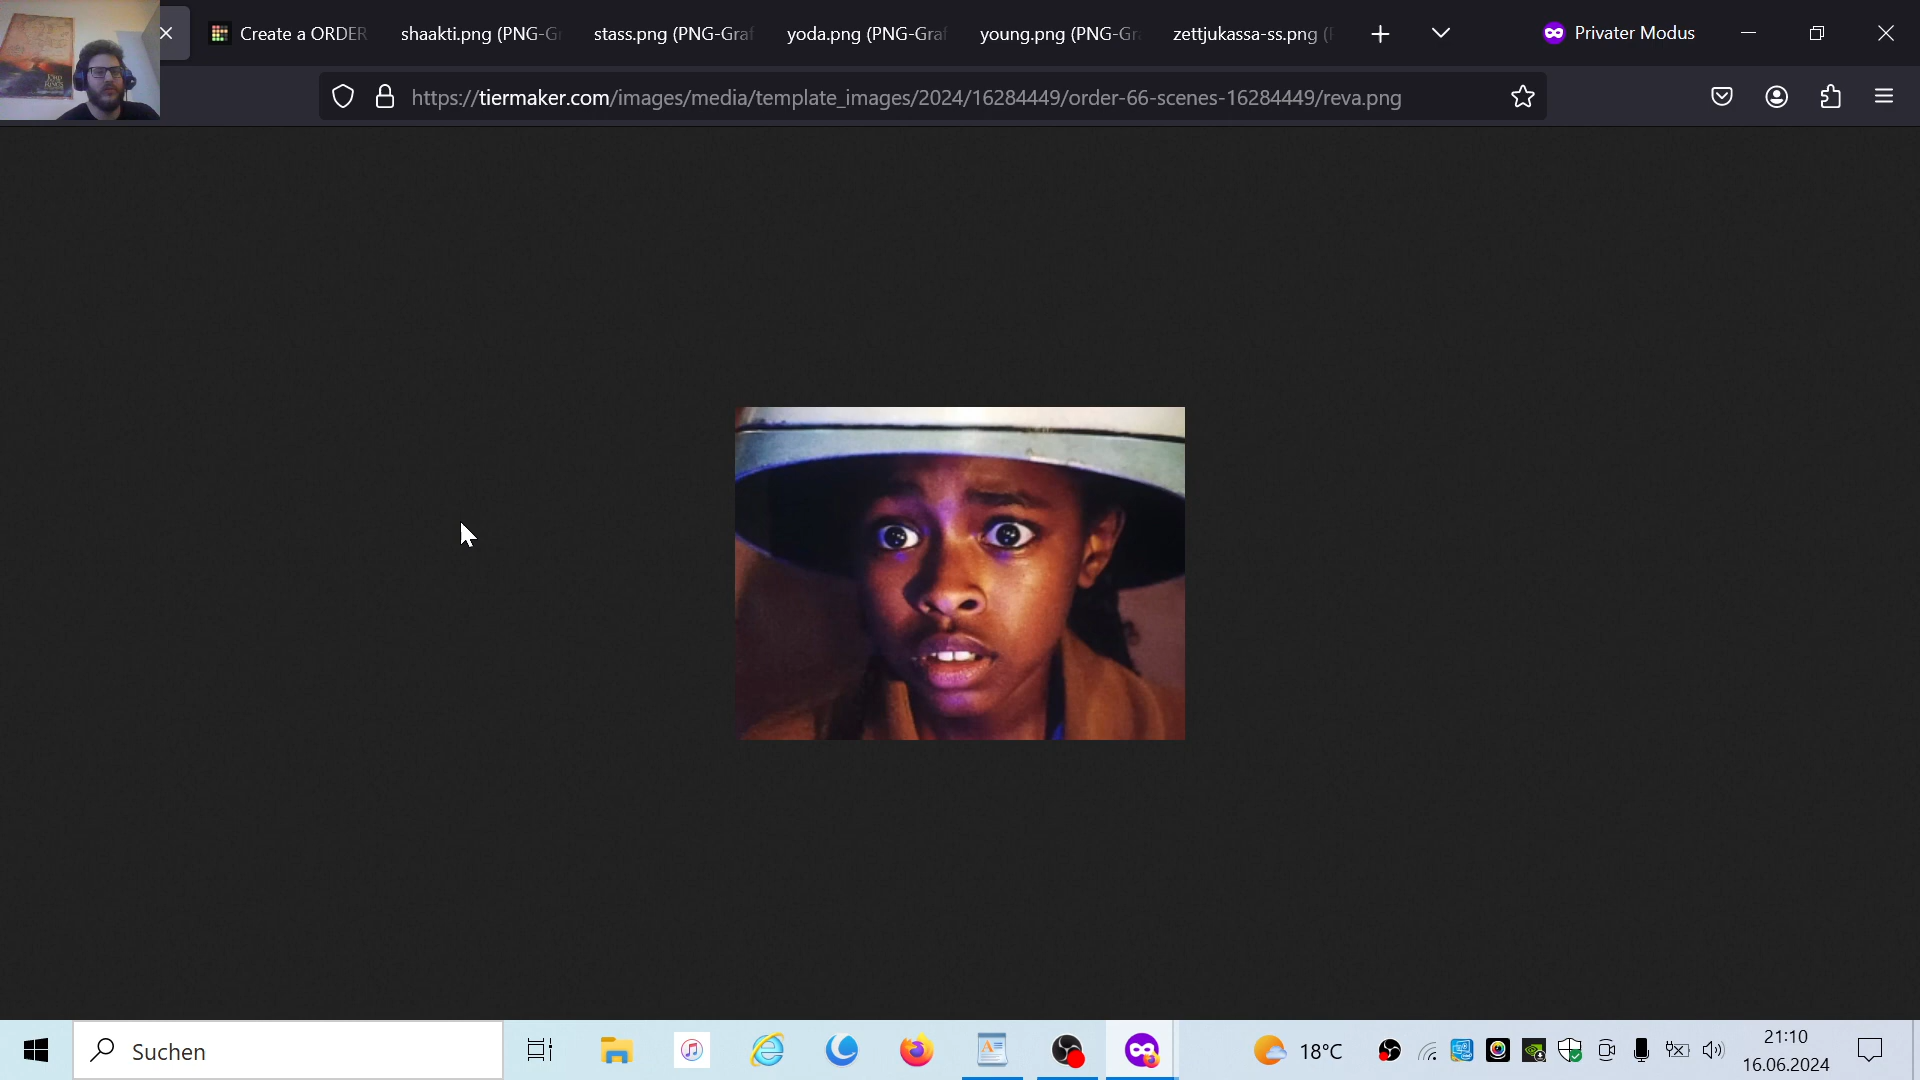 Create a ORDER
shaakti.png (PNG-Gr
stass.png (PNG-Graf
yoda.png (PNG-Graf
young.png (PNG-Gra
zettjukassa-ss.png (
Privater Modus
https://tiermaker.com/images/media/template_images/2024/16284449/order-66-scenes-16284449/reva.png
Suchen
18°C
21:10
16.06.2024